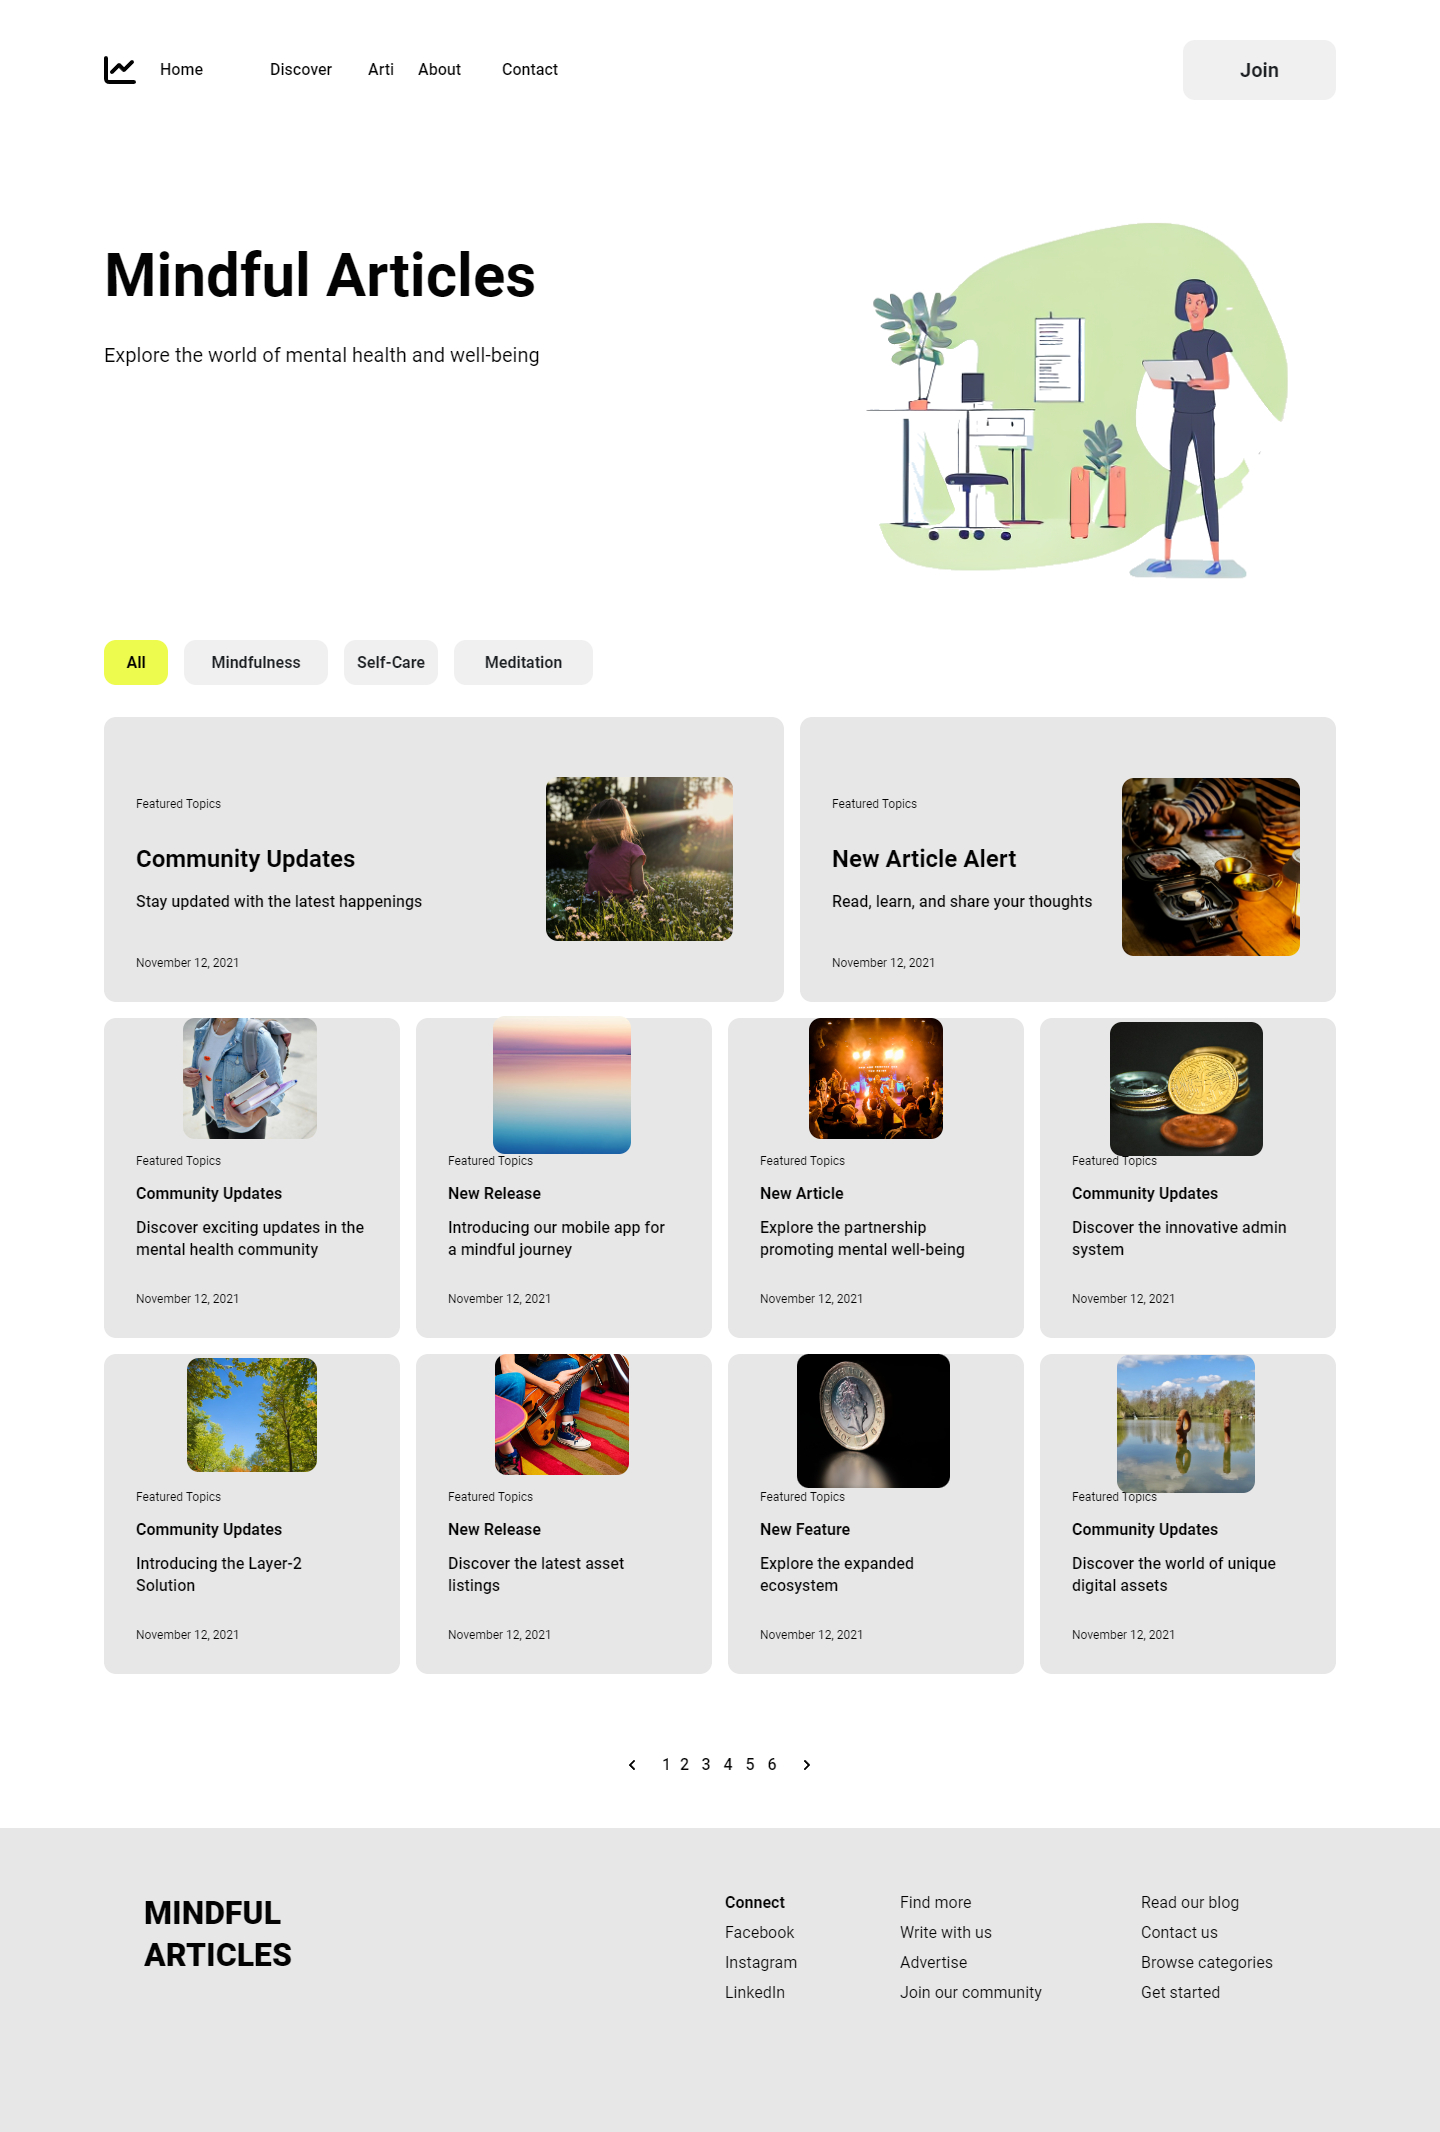 Home
Discover
Arti
About
Contact
Join
Mindful Articles
Explore the world of mental health and well-being
All
Mindfulness
Self-Care
Meditation
Featured Topics
Community Updates
Stay updated with the latest happenings
November 12, 2021
Featured Topics
New Article Alert
Read, learn, and share your thoughts
November 12, 2021
Featured Topics
Community Updates
Discover exciting updates in the
mental health community
November 12, 2021
Featured Topics
New Release
Introducing our mobile app for
a mindful journey
November 12, 2021
Featured Topics
New Article
Explore the partnership
promoting mental well-being
November 12, 2021
Featured Topics
Community Updates
Discover the innovative admin
system
November 12, 2021
Featured Topics
Community Updates
Introducing the Layer-2
Solution
November 12, 2021
Featured Topics
New Release
Discover the latest asset
listings
November 12, 2021
Featured Topics
New Feature
Explore the expanded
ecosystem
November 12, 2021
Featured Topics
Community Updates
Discover the world of unique
digital assets
November 12, 2021
1 2 3 4 5 6
MINDFUL
ARTICLES
Connect
Facebook
Instagram
LinkedIn
Find more
Write with us
Advertise
Join our community
Read our blog
Contact us
Browse categories
Get started